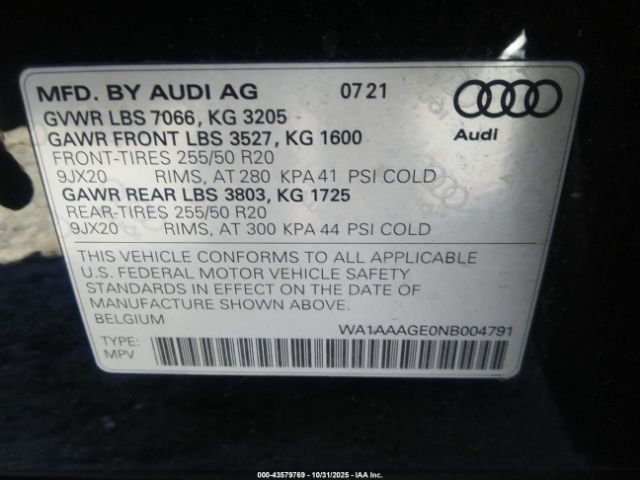 MFD. BY AUDI AG 07 21
GVWR LBS 7066, KG 3205
Audi
GAWR FRONT LBS 3527, KG 1600
FRONT-TIRES 255/50 R20
9JX20 RIMS, AT 280 KPA 41 PSI COLD
GAWR REAR LBS 3803, KG 1725
REAR-TIRES 255/50 R20
9JX20 RIMS, AT 300 KPA 44 PSI COLD
THIS VEHICLE CONFORMS TO ALL APPLICABLE
U.S. FEDERAL MOTOR VEHICLE SAFETY
STANDARDS IN EFFECT ON THE DATE OF
MANUFACTURE SHOWN ABOVE.
BELGIUM
WA1AAAGE0NB004791
TYPE:
MPV
000-43579769 - 10/31/2025 - IAA Inc.